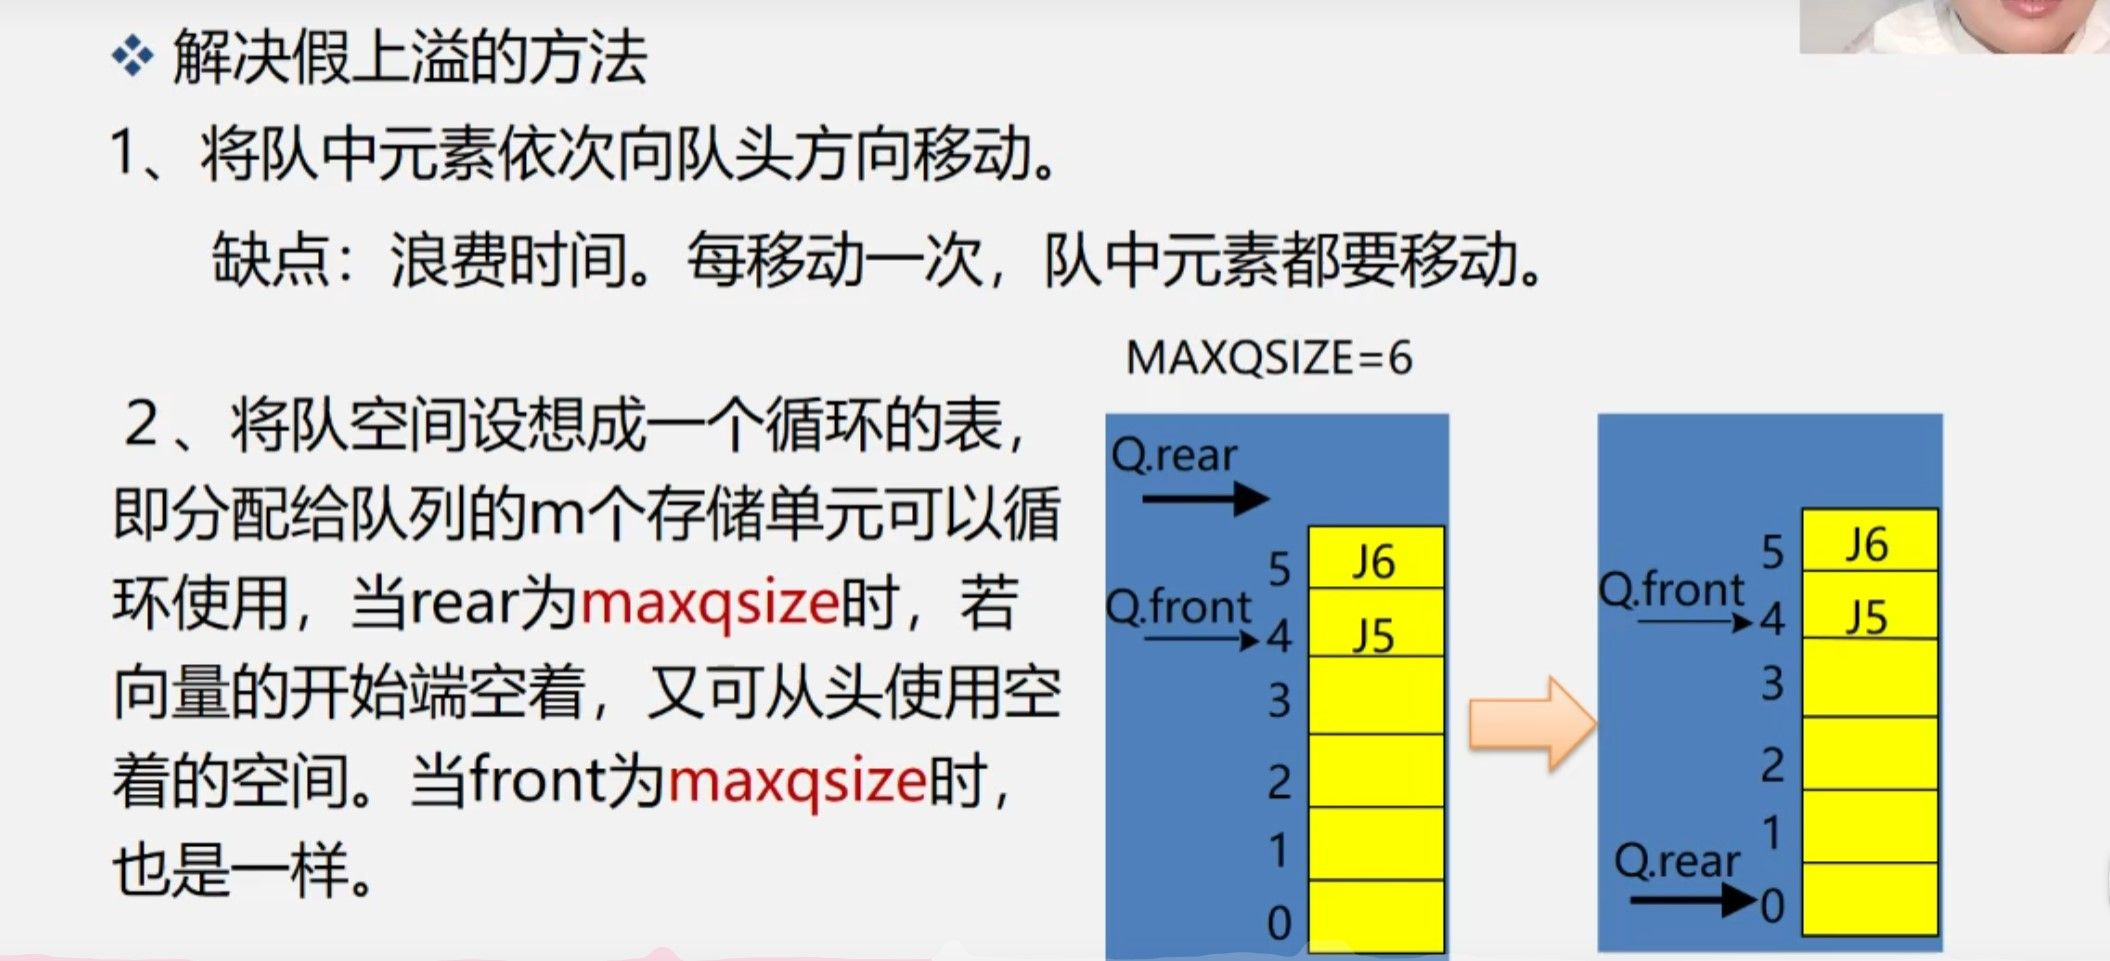 解决假上溢的方法
1、将队中元素依次向队头方向移动。
缺点：浪费时间。每移动一次，队中元素都要移动。
2、将队空间设想成一个循环的表，
即分配给队列的m个存储单元可以循
环使用，当rear为maxqsize时，若
向量的开始端空着，又可从头使用空
着的空间。当front为maxqsize时，
也是一样。
MAXQSIZE=6
Q.rear
5 J6
Q.front
4 J5
3
2
1
0
5 J6
Q.front
4 J5
3
2
1
Q.rear
0